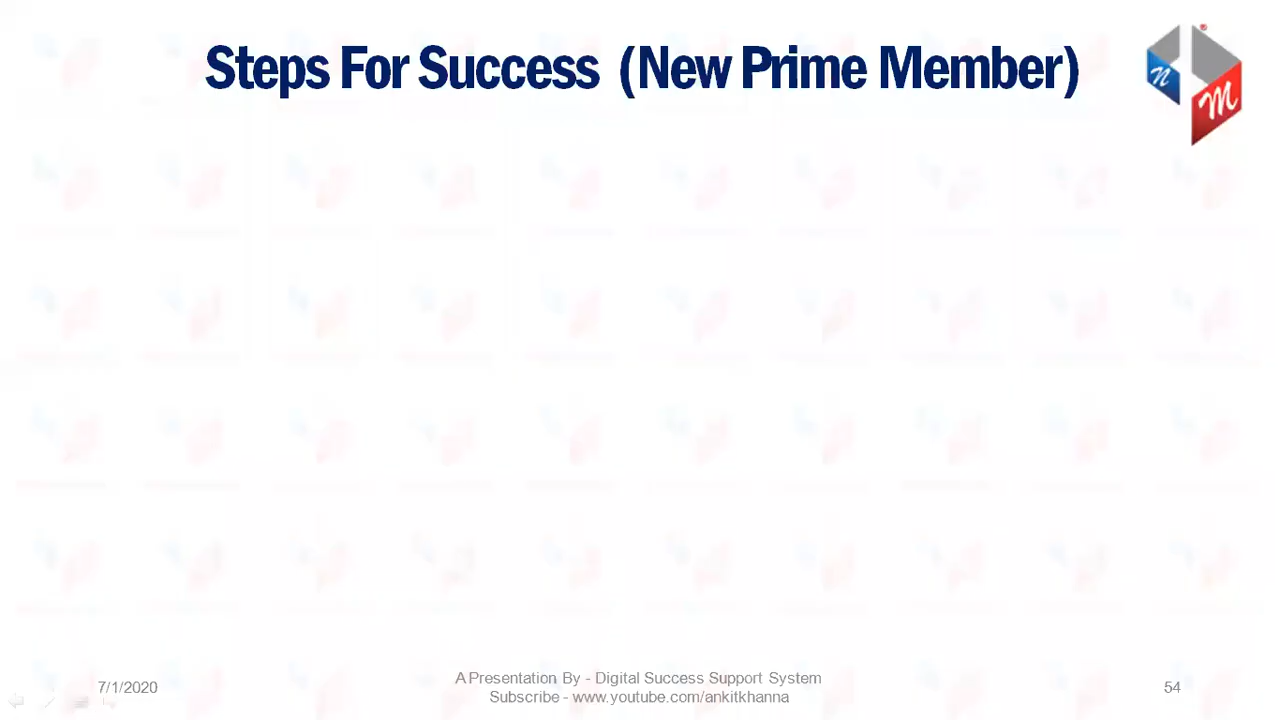 Steps For Success (New Prime Member)
n
M
7/1/2020
A Presentation By - Digital Success Support System
Subscribe - www.youtube.com/ankitkhanna
54